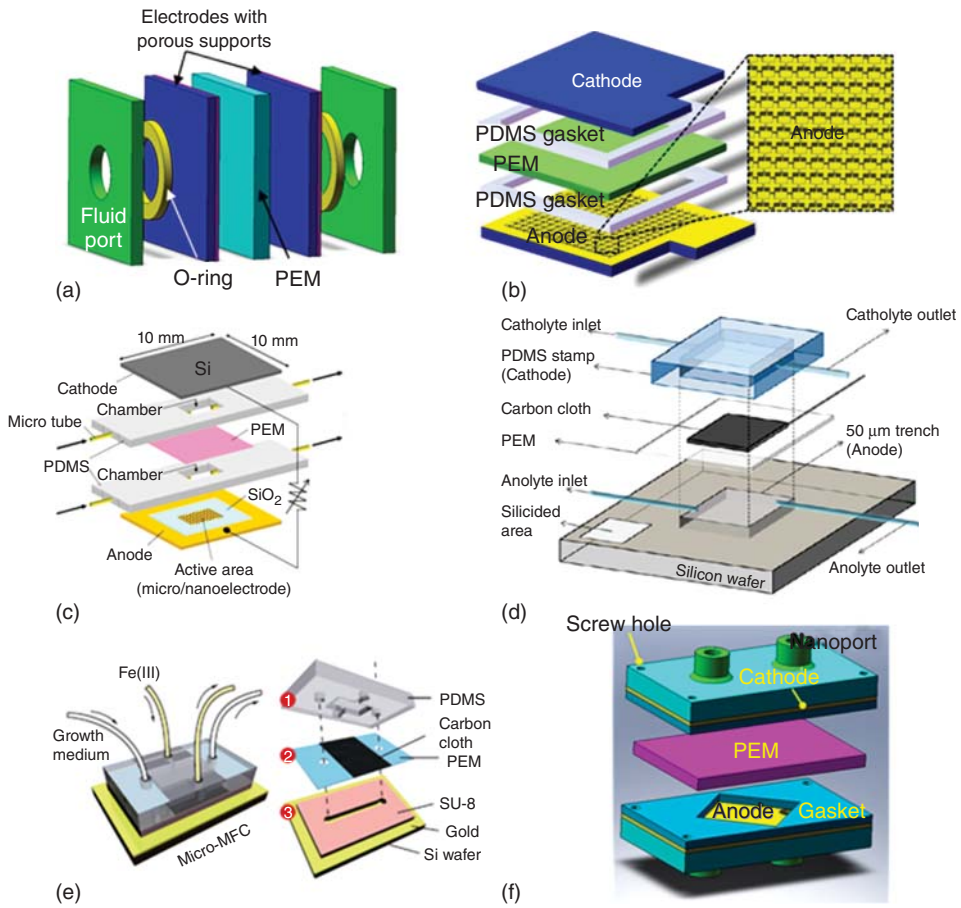 Electrodes with
porous supports
Fluid
port
O-ring
PEM
(a)
Cathode
PDMS gasket
PEM
PDMS gasket
Anode
Anode
(b)
10 mm
10 mm
Si
Cathode
Chamber
Micro tube
PEM
PDMS
Chamber
SiO₂
Anode
Active area
(micro/nanoelectrode)
(c)
Catholyte inlet
Catholyte outlet
PDMS stamp
(Cathode)
Carbon cloth
PEM
50 μm trench
(Anode)
Anolyte inlet
Silicided
area
Silicon wafer
Anolyte outlet
(d)
Fe(III)
Growth
medium
Micro-MFC
1
PDMS
Carbon
cloth
2
PEM
3
SU-8
Gold
Si wafer
(e)
Screw hole
Nanoport
Cathode
PEM
Anode
Gasket
(f)